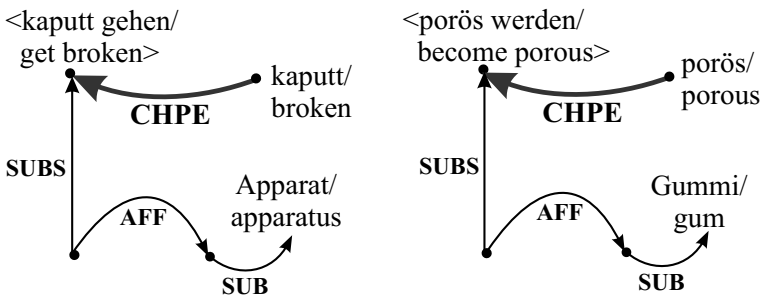 <kaputt gehen/
get broken>
kaputt/
broken
CHPE
SUBS
Apparat/
apparatus
AFF
SUB
<porös werden/
become porous>
porös/
porous
CHPE
SUBS
Gummi/
gum
AFF
SUB